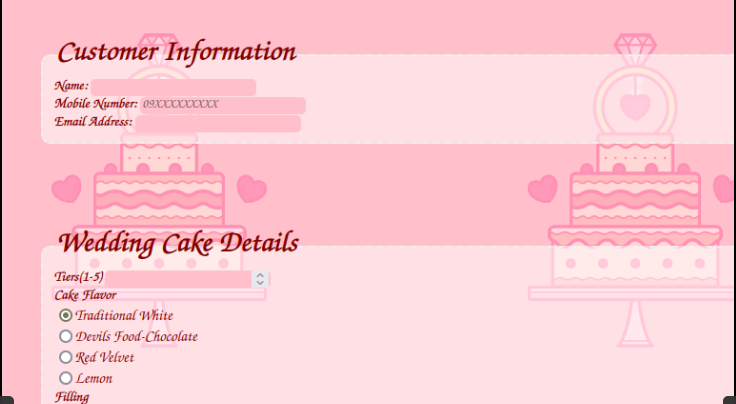 Customer Information
Name:
Mobile Number: 09XXXXXXXXX
Email Address:
Wedding Cake Details
Tiers(1-5)
Cake Flavor
Traditional White
Devils Food-Chocolate
Red Velvet
Lemon
Filling